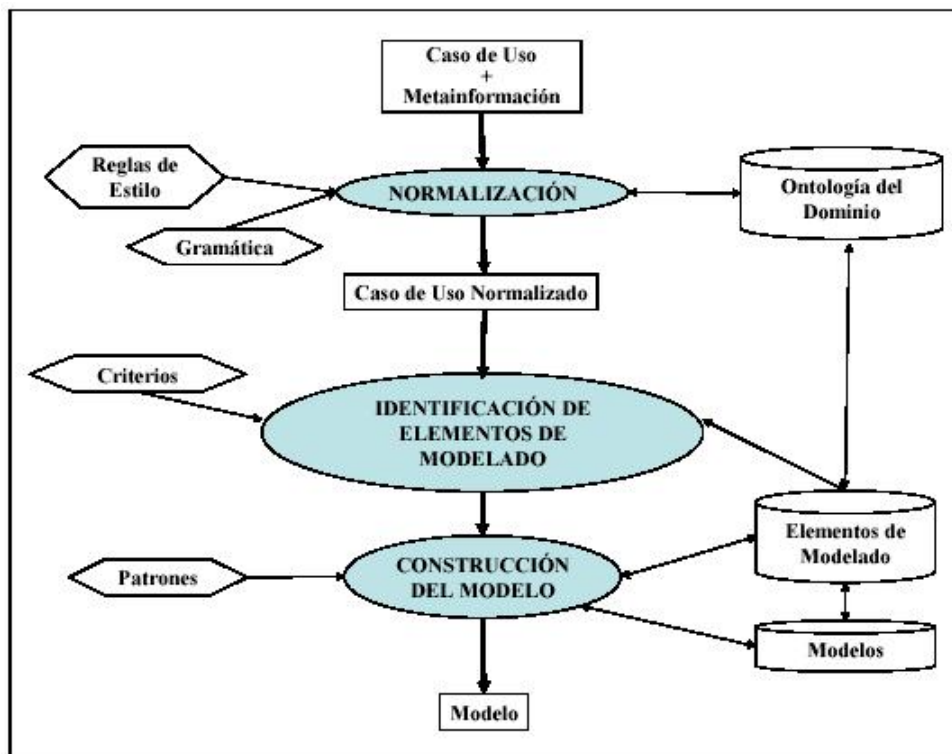 Caso de Uso
+
Metainformación
Reglas de
Estilo
NORMALIZACIÓN
Ontología del
Dominio
Gramática
Caso de Uso Normalizado
Criterios
IDENTIFICACIÓN DE
ELEMENTOS DE
MODELADO
Elementos de
Modelado
CONSTRUCCIÓN
DEL MODELO
Patrones
Modelos
Modelo